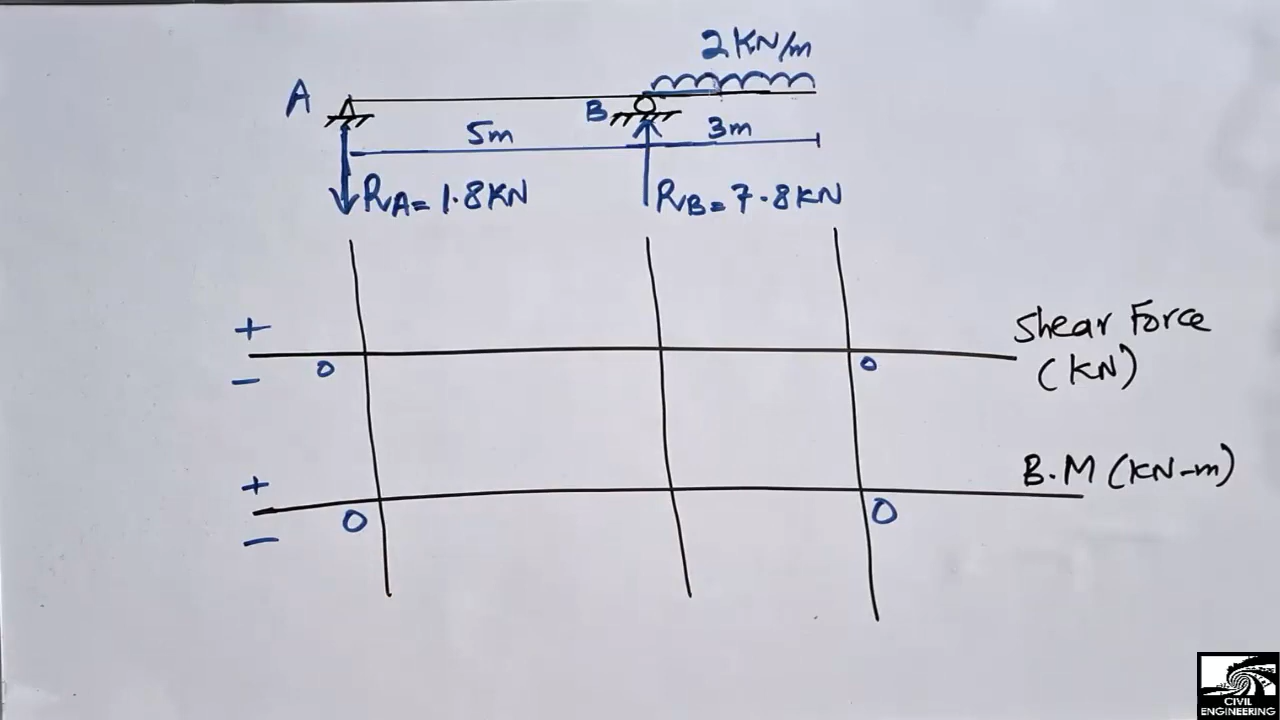 2KN/m
A
B
5m
3m
RA= 1.8KN
RB= 7.8KN
+
0
0
-
Shear Force
(KN)
+
0
0
-
B.M (KN-m)
CIVIL
ENGINEERING